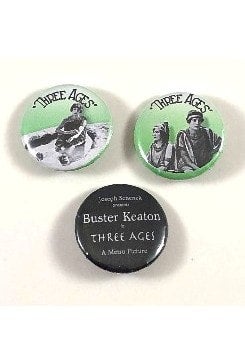 THREE AGES
THREE AGES
Joseph Schenck
presents
Buster Keaton
in
THREE AGES
A Metro Picture